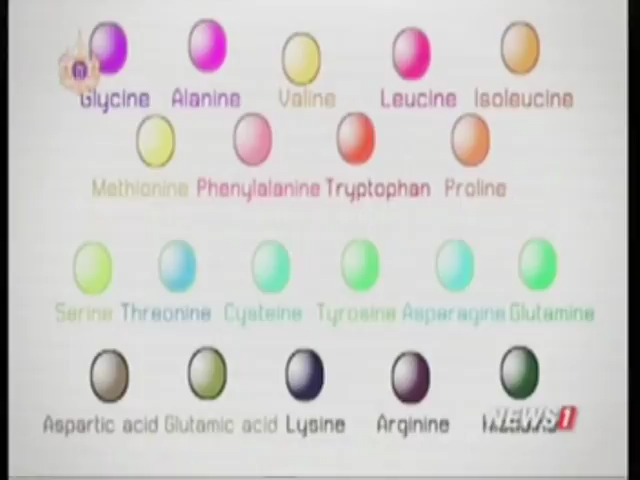 Glycine Alanine Valine Leucine Isoleucine
Methionine Phenylalanine Tryptophan Proline
Serine Threonine Cysteine Tyrosine Asparagine Glutamine
Aspartic acid Glutamic acid Lysine Arginine
NEWS1